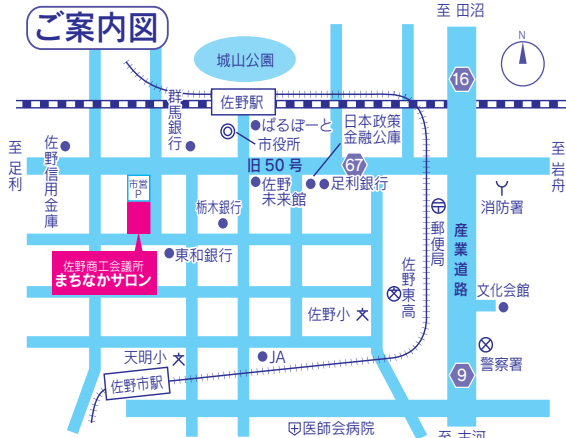 ご案内図
至 田沼
N
城山公園
16
佐野駅
群馬銀行
ぱるぽーと
市役所
日本政策
金融公庫
至 足利
佐野信用金庫
旧 50 号
67
至 岩舟
市営
P
佐野
未来館
足利銀行
消防署
栃木銀行
郵便局
産業道路
佐野商工会議所
まちなかサロン
東和銀行
佐野東高
文化会館
佐野小
天明小
JA
警察署
佐野市駅
9
医師会病院
至 古河